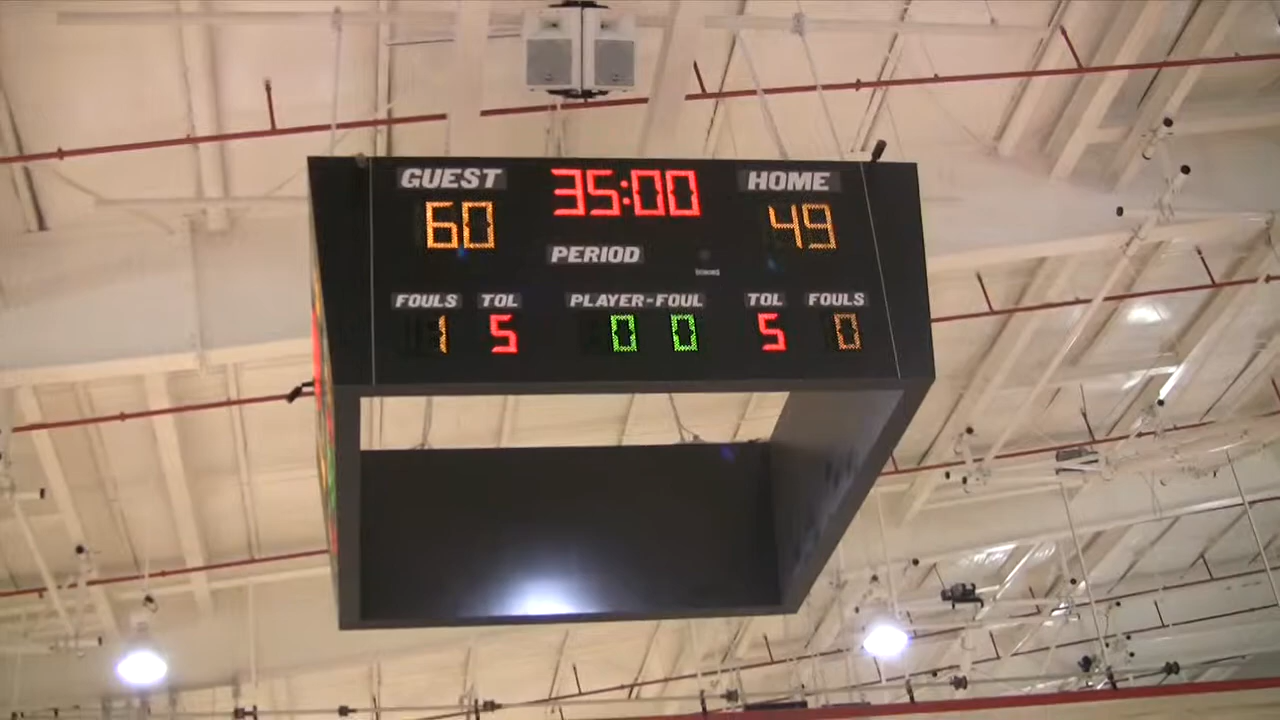 GUEST 35:00 HOME
60 49
PERIOD
FOULS TOL PLAYER-FOUL TOL FOULS
1 5 0 0 5 0